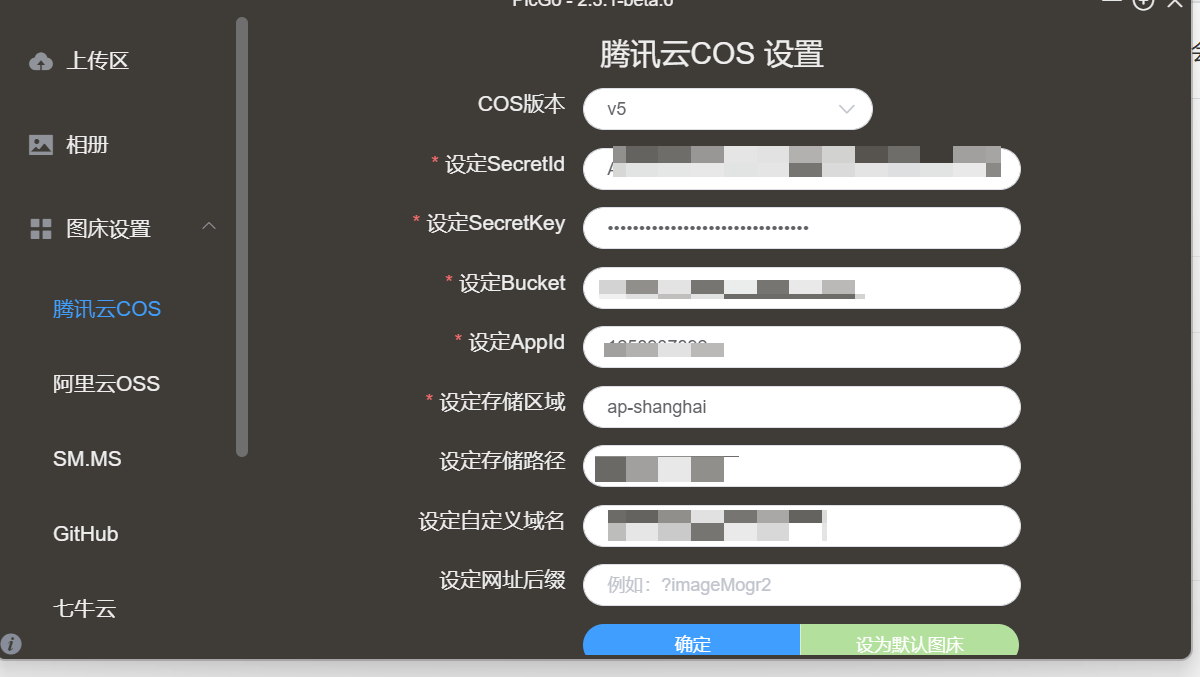 PicGo - 2.3.1-beta.6
上传区
相册
图床设置
腾讯云COS
阿里云OSS
SM.MS
GitHub
七牛云
腾讯云COS 设置
COS版本
v5
* 设定SecretId
* 设定SecretKey
•••••••••••••••••••••••••••••••• 
* 设定Bucket
* 设定AppId
* 设定存储区域
ap-shanghai
设定存储路径
设定自定义域名
设定网址后缀
例如：?imageMogr2
确定
设为默认图床